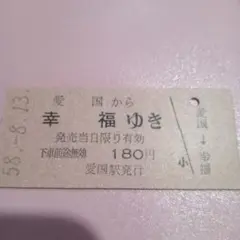 58.-8.13.
愛国から
幸福ゆき
発売当日限り有効
下車前途無効 180円
愛国駅発行
愛国
↓
幸福
小